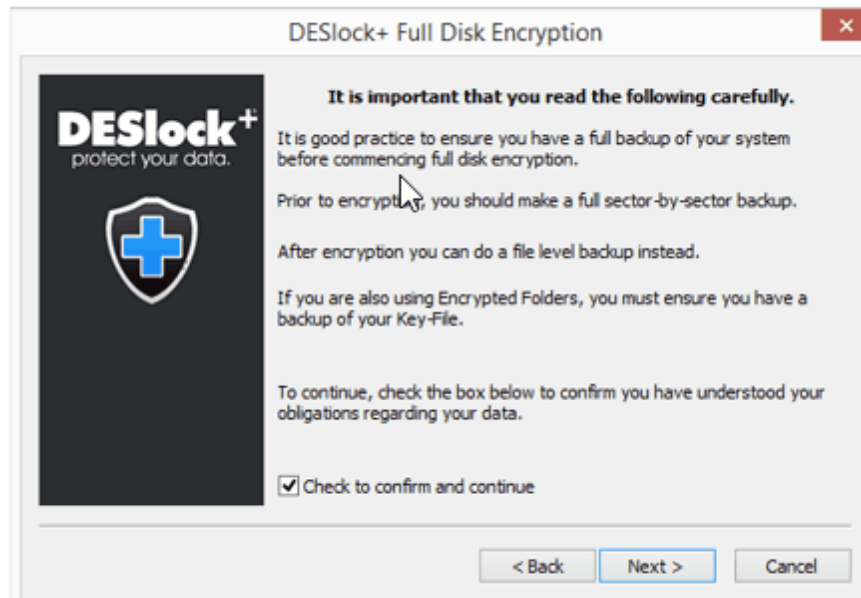 DESlock+ Full Disk Encryption
DESlock+
protect your data.
It is important that you read the following carefully.
It is good practice to ensure you have a full backup of your system
before commencing full disk encryption.
Prior to encryption, you should make a full sector-by-sector backup.
After encryption you can do a file level backup instead.
If you are also using Encrypted Folders, you must ensure you have a
backup of your Key-File.
To continue, check the box below to confirm you have understood your
obligations regarding your data.
Check to confirm and continue
< Back
Next >
Cancel